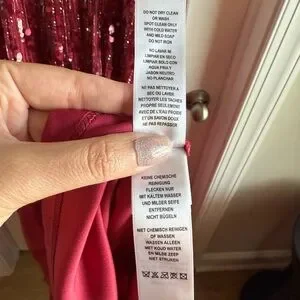 DO NOT DRY CLEAN
OR WASH
SPOT CLEAN ONLY
WITH COLD WATER
AND MILD SOAP
DO NOT IRON
NO LAVAR NI
LIMPIAR EN SECO
LIMPIAR SOLO CON
AGUA FRIA Y
JABON NEUTRO
NO PLANCHAR
NE PAS NETTOYER A
SEC OU LAVER.
NETTOYER LES TACHES
PROPRE SEULEMENT
AVEC DE L'EAU FROIDE
ET UN SAVON DOUX
NE PAS REPASSER
KEINE CHEMISCHE
REINIGUNG
FLECKEN NUR
MIT KALTEM WASSER
UND MILDER SEIFE
ENTFERNEN
NICHT BÜGELN
NIET CHEMISCH REINIGEN
OF WASSEN
WASSEN ALLEEN
MET KOUD WATER
EN MILDE ZEEP
NIET STRIJKEN